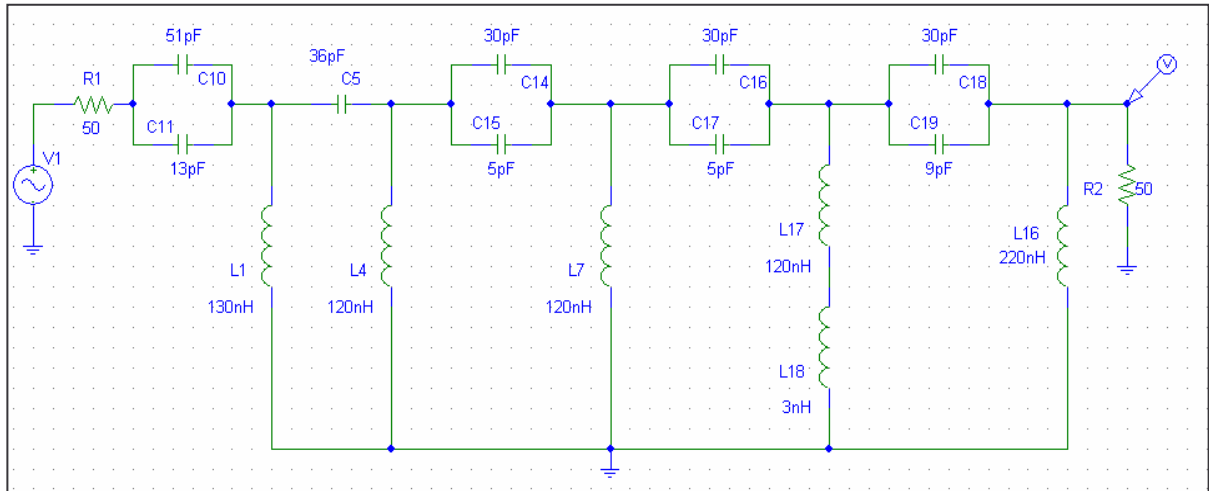 51pF
36pF
30pF
30pF
30pF
R1
C10
C5
C14
C16
C18
V
50
C11
C15
C17
C19
V1
13pF
5pF
5pF
9pF
R2
50
L17
L16
L1
L4
L7
120nH
220nH
130nH
120nH
120nH
L18
3nH